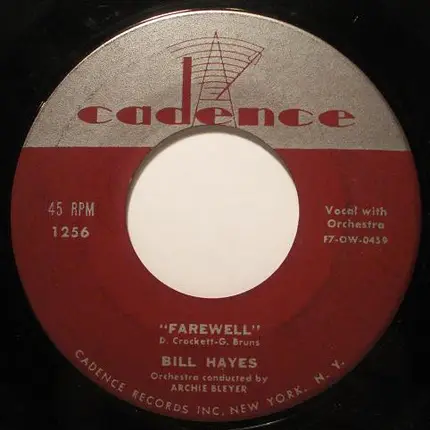 cadence
45 RPM
1256
Vocal with
Orchestra
F7-OW-0459
"FAREWELL"
D. Crockett-G. Bruns
BILL HAYES
Orchestra conducted by
ARCHIE BLEYER
CADENCE RECORDS INC, NEW YORK, N. Y.